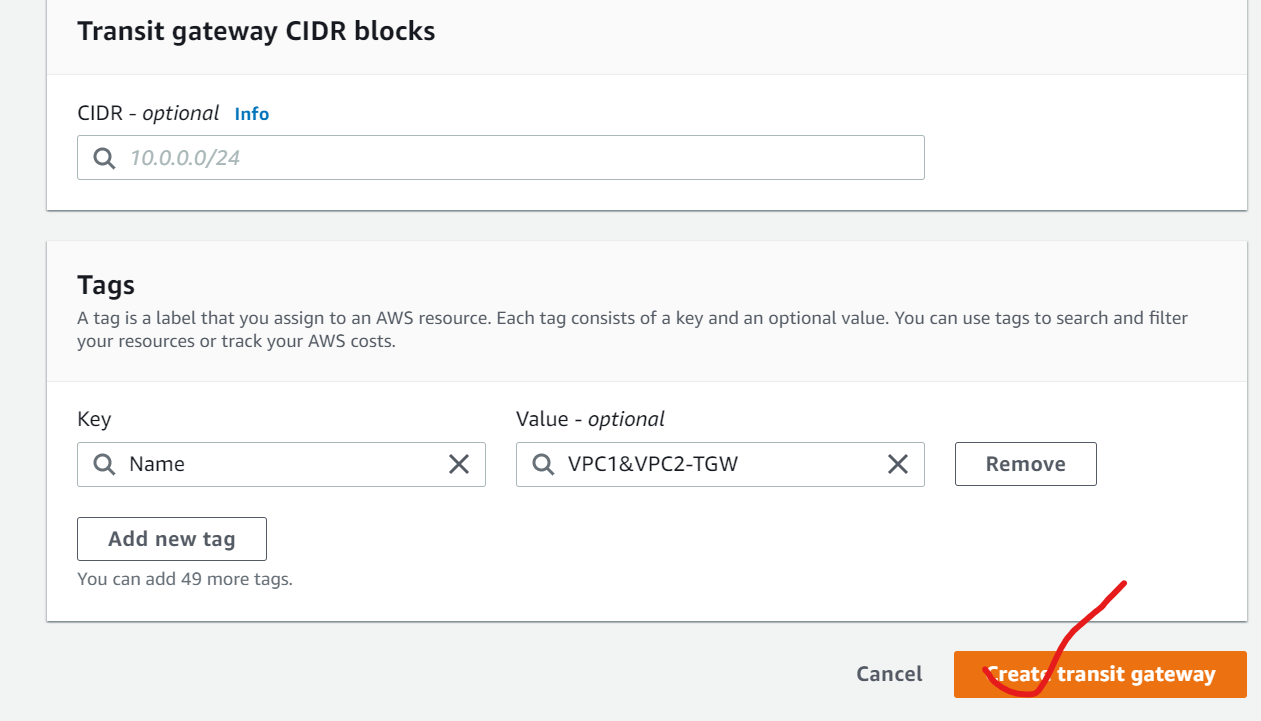 Transit gateway CIDR blocks
CIDR - optional Info
10.0.0.0/24
Tags
A tag is a label that you assign to an AWS resource. Each tag consists of a key and an optional value. You can use tags to search and filter
your resources or track your AWS costs.
Key Value - optional
Name VPC1&VPC2-TGW Remove
Add new tag
You can add 49 more tags.
Cancel Create transit gateway